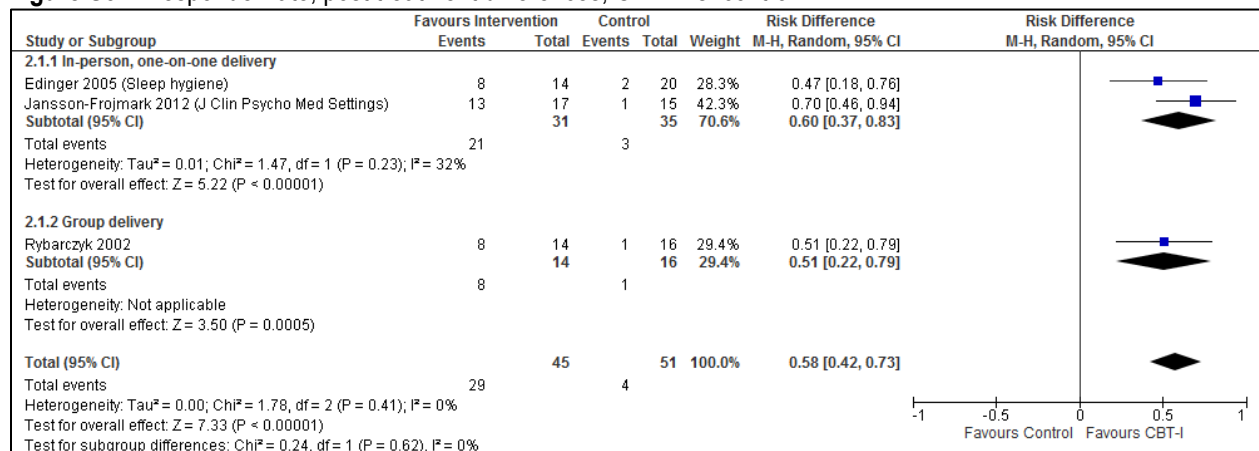 Favours Intervention Control Risk Difference Risk Difference
Study or Subgroup Events Total Events Total Weight M-H, Random, 95% CI M-H, Random, 95% CI
2.1.1 In-person, one-on-one delivery
Edinger 2005 (Sleep hygiene) 8 14 2 20 28.3% 0.47 [0.18, 0.76]
Jansson-Frojmark 2012 (J Clin Psycho Med Settings) 13 17 1 15 42.3% 0.70 [0.46, 0.94]
Subtotal (95% CI) 31 35 70.6% 0.60 [0.37, 0.83]
Total events 21 3
Heterogeneity: Tau² = 0.01; Chi² = 1.47, df = 1 (P = 0.23); I² = 32%
Test for overall effect: Z = 5.22 (P < 0.00001)
2.1.2 Group delivery
Rybarczyk 2002 8 14 1 16 29.4% 0.51 [0.22, 0.79]
Subtotal (95% CI) 14 16 29.4% 0.51 [0.22, 0.79]
Total events 8 1
Heterogeneity: Not applicable
Test for overall effect: Z = 3.50 (P = 0.0005)
Total (95% CI) 45 51 100.0% 0.58 [0.42, 0.73]
Total events 29 4
Heterogeneity: Tau² = 0.00; Chi² = 1.78, df = 2 (P = 0.41); I² = 0%
Test for overall effect: Z = 7.33 (P < 0.00001)
Test for subgroup differences: Chi² = 0.24, df = 1 (P = 0.62), I² = 0%
-1 -0.5 0 0.5 1
Favours Control Favours CBT-I